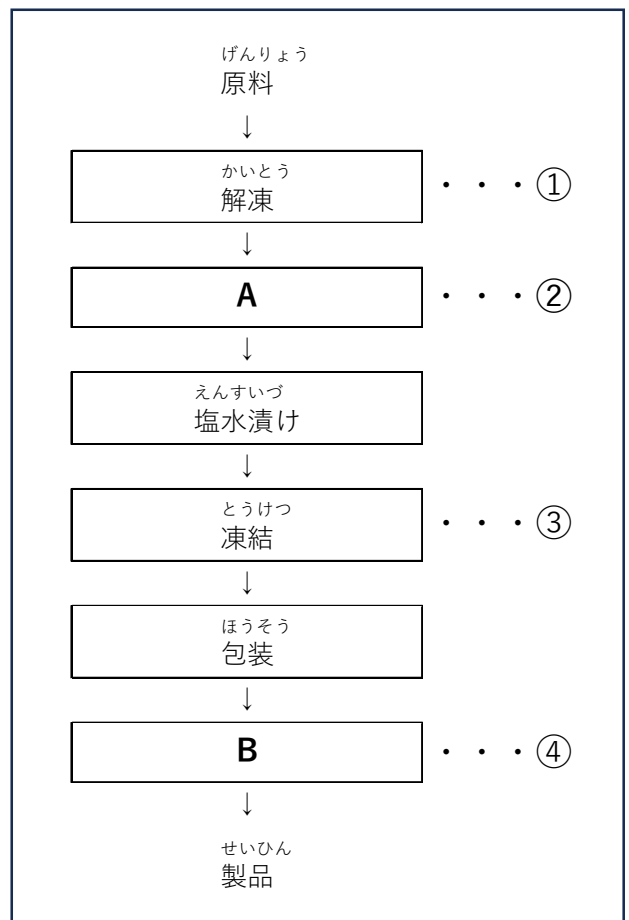 げんりょう
原料
↓
かいとう
解凍 ・・・①
↓
A ・・・②
↓
えんすいづ
塩水漬け
↓
とうけつ
凍結 ・・・③
↓
ほうそう
包装
↓
B ・・・④
↓
せいひん
製品